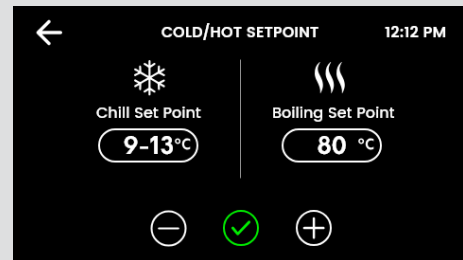 COLD/HOT SETPOINT 12:12 PM
Chill Set Point Boiling Set Point
9-13°C 80 °C